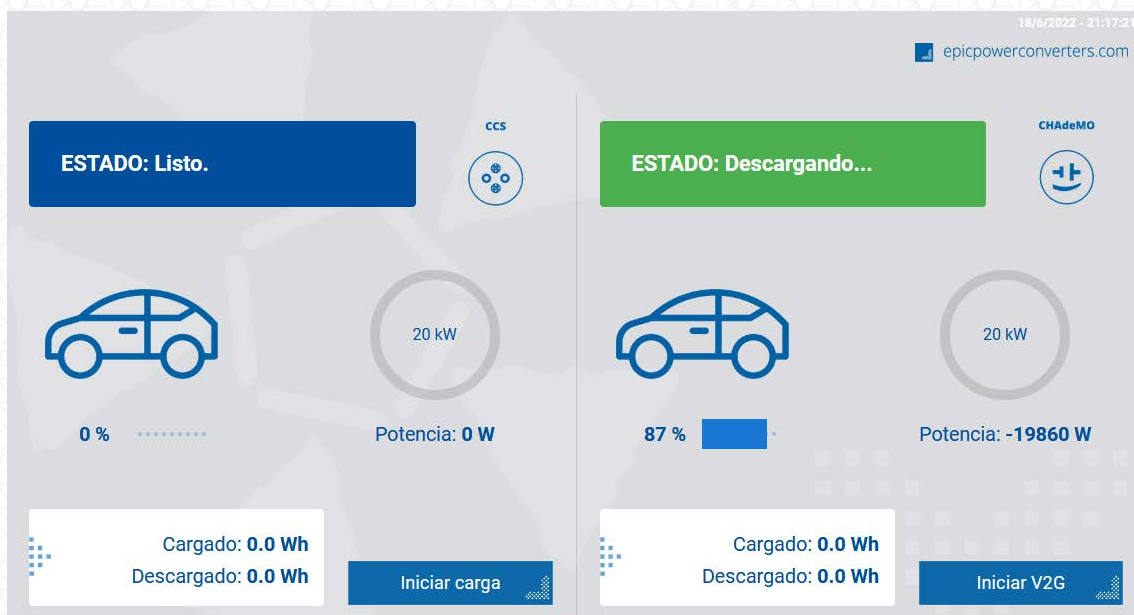 18/6/2022 - 21:17:21
epicpowerconverters.com
ESTADO: Listo.
CCS
20 kW
0 %
Potencia: 0 W
Cargado: 0.0 Wh
Descargado: 0.0 Wh
Iniciar carga
ESTADO: Descargando...
CHAdeMO
20 kW
87 %
Potencia: -19860 W
Cargado: 0.0 Wh
Descargado: 0.0 Wh
Iniciar V2G